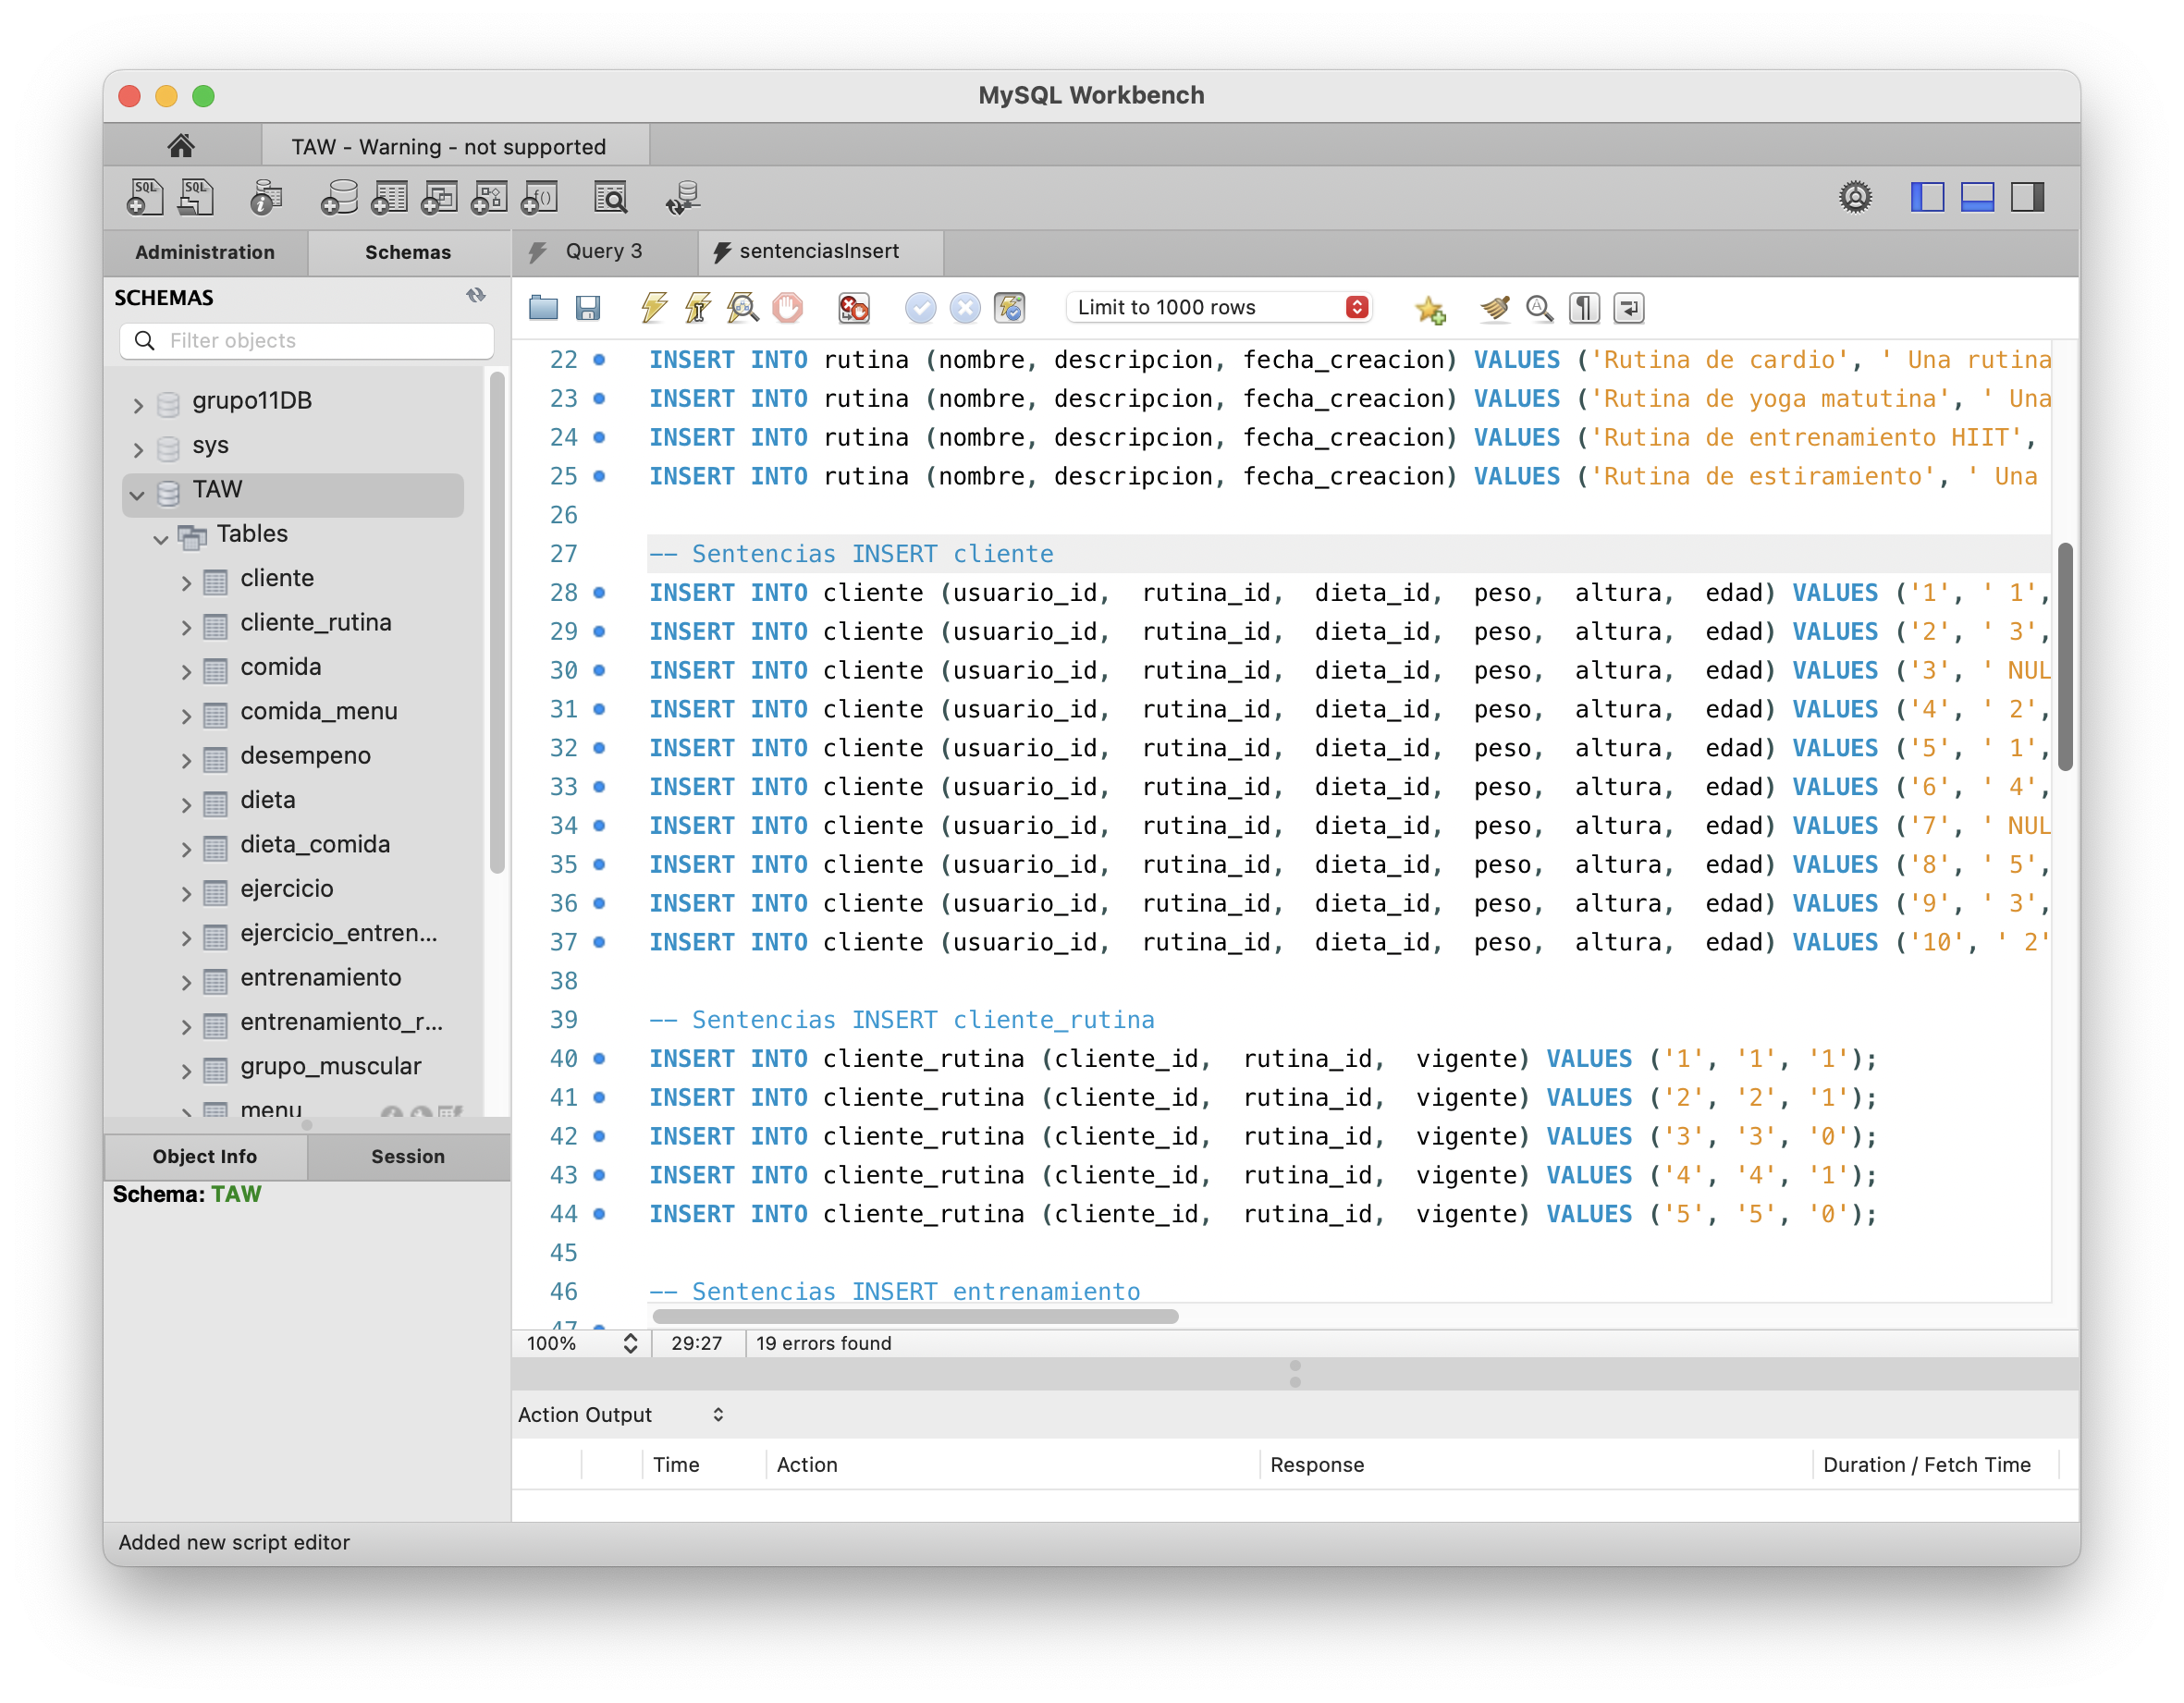 MySQL Workbench
TAW - Warning - not supported
Administration
Schemas
SCHEMAS
Filter objects
grupo11DB
sys
TAW
Tables
cliente
cliente_rutina
comida
comida_menu
desempeno
dieta
dieta_comida
ejercicio
ejercicio_entren...
entrenamiento
entrenamiento_r...
grupo_muscular
menu
Object Info
Session
Schema: TAW
Query 3
sentenciasInsert
Limit to 1000 rows
22 INSERT INTO rutina (nombre, descripcion, fecha_creacion) VALUES ('Rutina de cardio', ' Una rutina
23 INSERT INTO rutina (nombre, descripcion, fecha_creacion) VALUES ('Rutina de yoga matutina', ' Una
24 INSERT INTO rutina (nombre, descripcion, fecha_creacion) VALUES ('Rutina de entrenamiento HIIT',
25 INSERT INTO rutina (nombre, descripcion, fecha_creacion) VALUES ('Rutina de estiramiento', ' Una
26
27 -- Sentencias INSERT cliente
28 INSERT INTO cliente (usuario_id, rutina_id, dieta_id, peso, altura, edad) VALUES ('1', ' 1',
29 INSERT INTO cliente (usuario_id, rutina_id, dieta_id, peso, altura, edad) VALUES ('2', ' 3',
30 INSERT INTO cliente (usuario_id, rutina_id, dieta_id, peso, altura, edad) VALUES ('3', ' NUL
31 INSERT INTO cliente (usuario_id, rutina_id, dieta_id, peso, altura, edad) VALUES ('4', ' 2',
32 INSERT INTO cliente (usuario_id, rutina_id, dieta_id, peso, altura, edad) VALUES ('5', ' 1',
33 INSERT INTO cliente (usuario_id, rutina_id, dieta_id, peso, altura, edad) VALUES ('6', ' 4',
34 INSERT INTO cliente (usuario_id, rutina_id, dieta_id, peso, altura, edad) VALUES ('7', ' NUL
35 INSERT INTO cliente (usuario_id, rutina_id, dieta_id, peso, altura, edad) VALUES ('8', ' 5',
36 INSERT INTO cliente (usuario_id, rutina_id, dieta_id, peso, altura, edad) VALUES ('9', ' 3',
37 INSERT INTO cliente (usuario_id, rutina_id, dieta_id, peso, altura, edad) VALUES ('10', ' 2'
38
39 -- Sentencias INSERT cliente_rutina
40 INSERT INTO cliente_rutina (cliente_id, rutina_id, vigente) VALUES ('1', '1', '1');
41 INSERT INTO cliente_rutina (cliente_id, rutina_id, vigente) VALUES ('2', '2', '1');
42 INSERT INTO cliente_rutina (cliente_id, rutina_id, vigente) VALUES ('3', '3', '0');
43 INSERT INTO cliente_rutina (cliente_id, rutina_id, vigente) VALUES ('4', '4', '1');
44 INSERT INTO cliente_rutina (cliente_id, rutina_id, vigente) VALUES ('5', '5', '0');
45
46 -- Sentencias INSERT entrenamiento
47
100% 29:27 19 errors found
Action Output
Time Action Response Duration / Fetch Time
Added new script editor